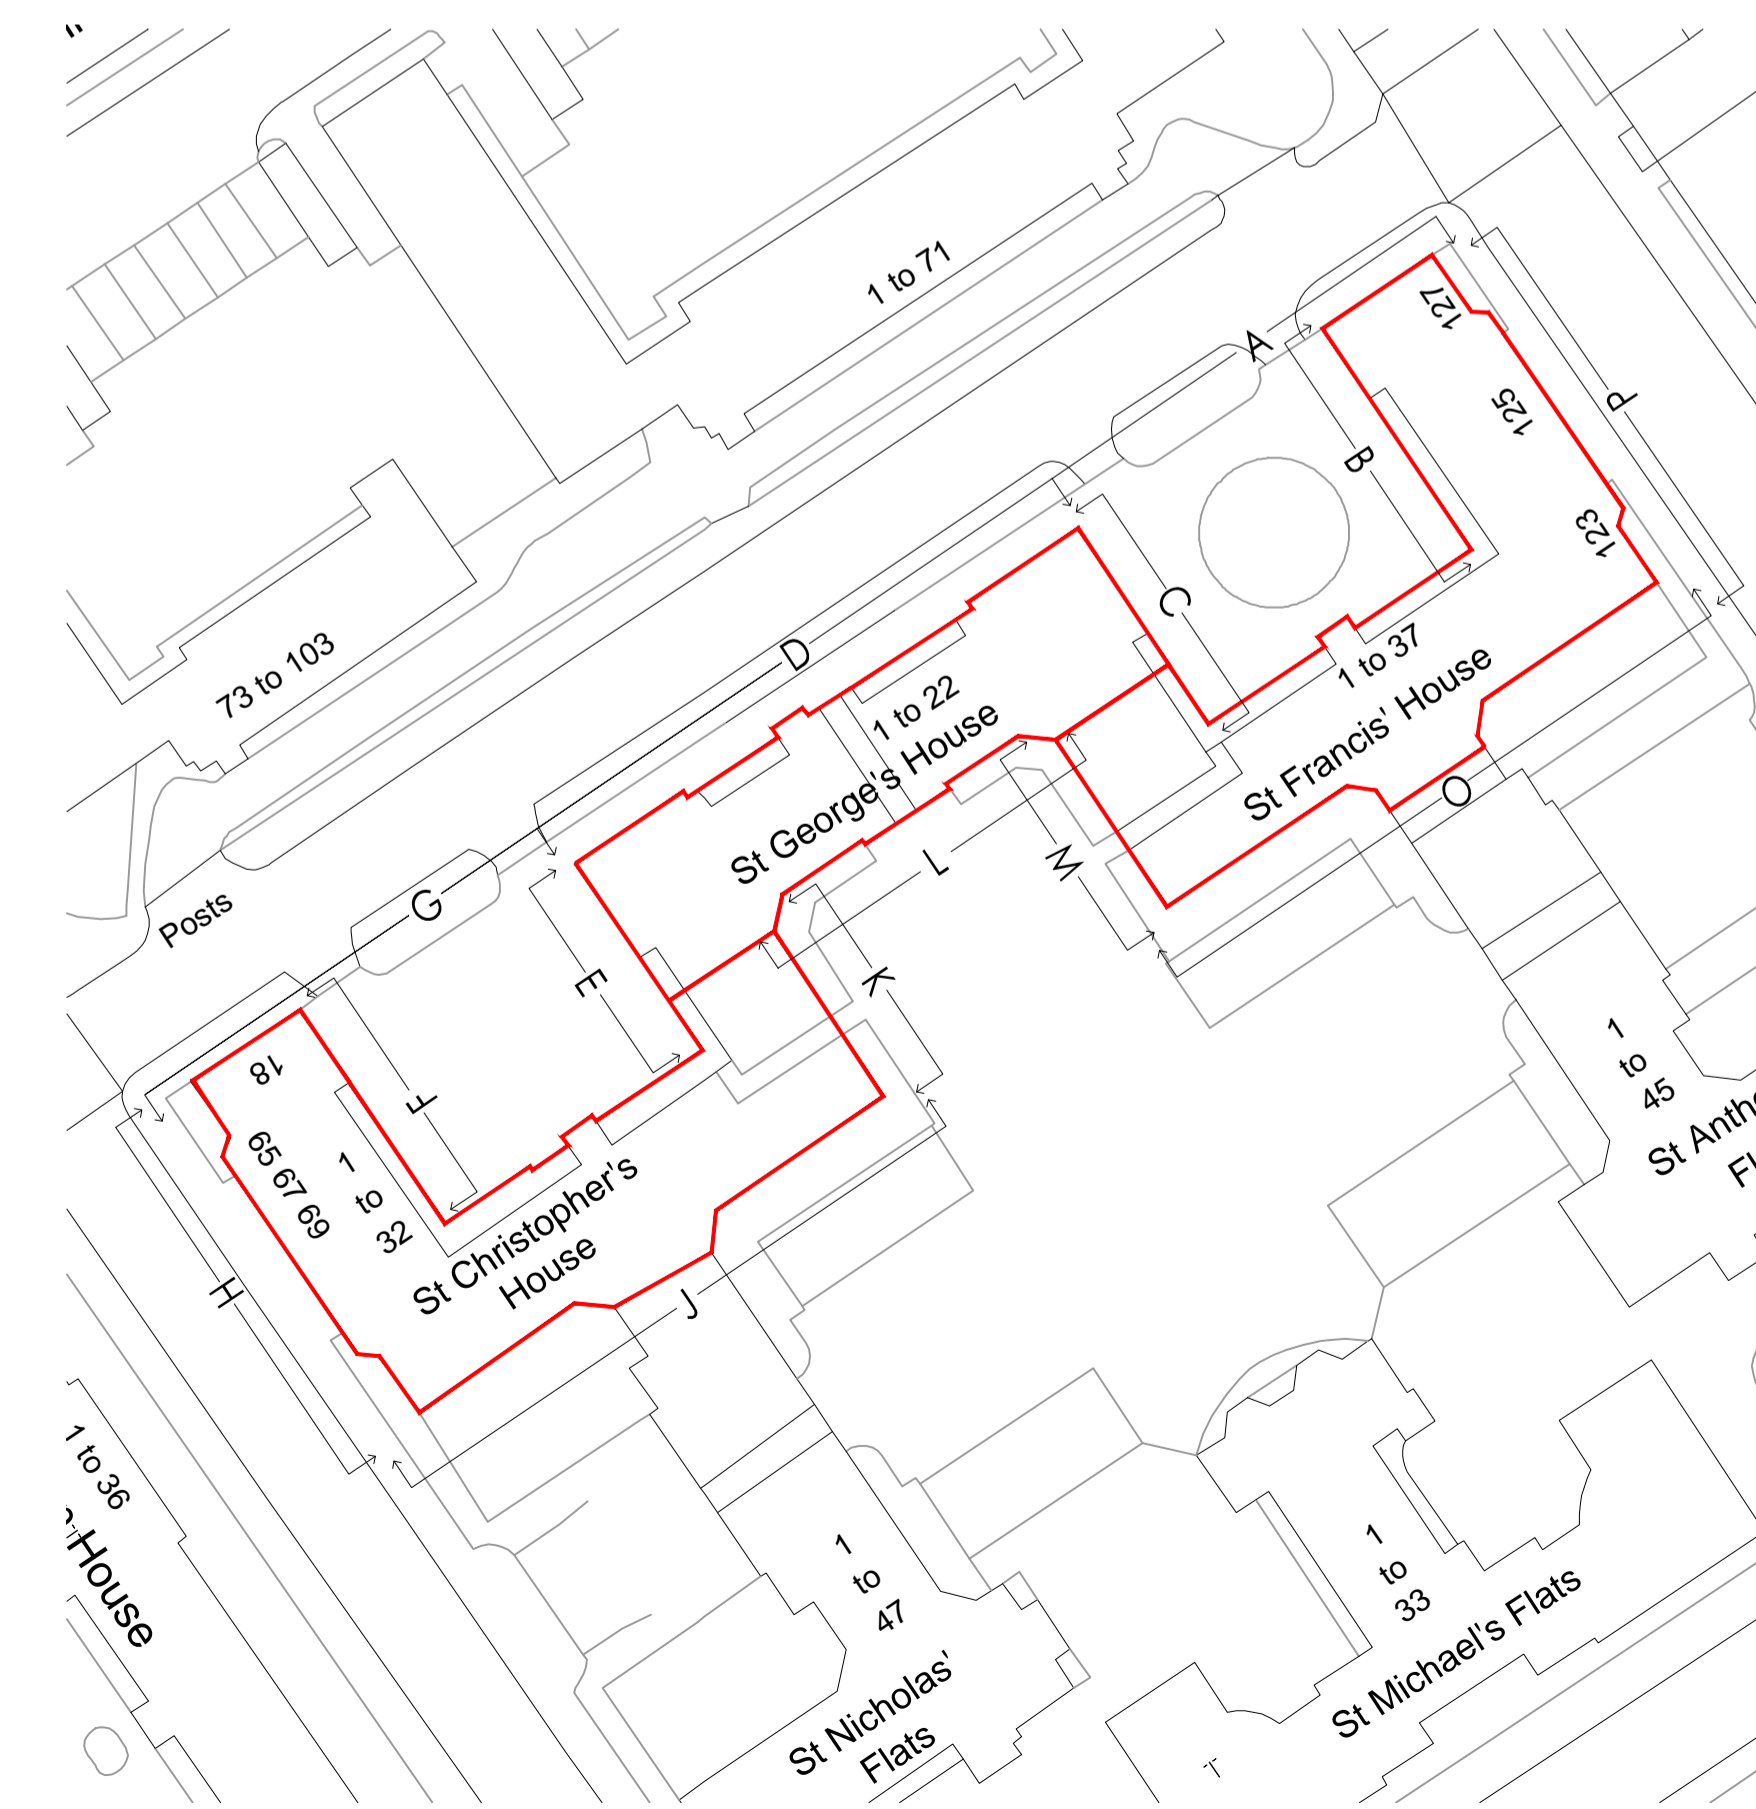 1 to 71
A
127
P
125
B
123
C
73 to 103
D
1 to 37
1 to 22
St George's House
St Francis' House
O
L
M
G
Posts
E
K
18
F
65 67 69
1
to
32
H
St Christopher's
House
J
1
to
45
1 to 36
House
1
to
47
St Nicholas'
Flats
1
to
33
St Michael's Flats